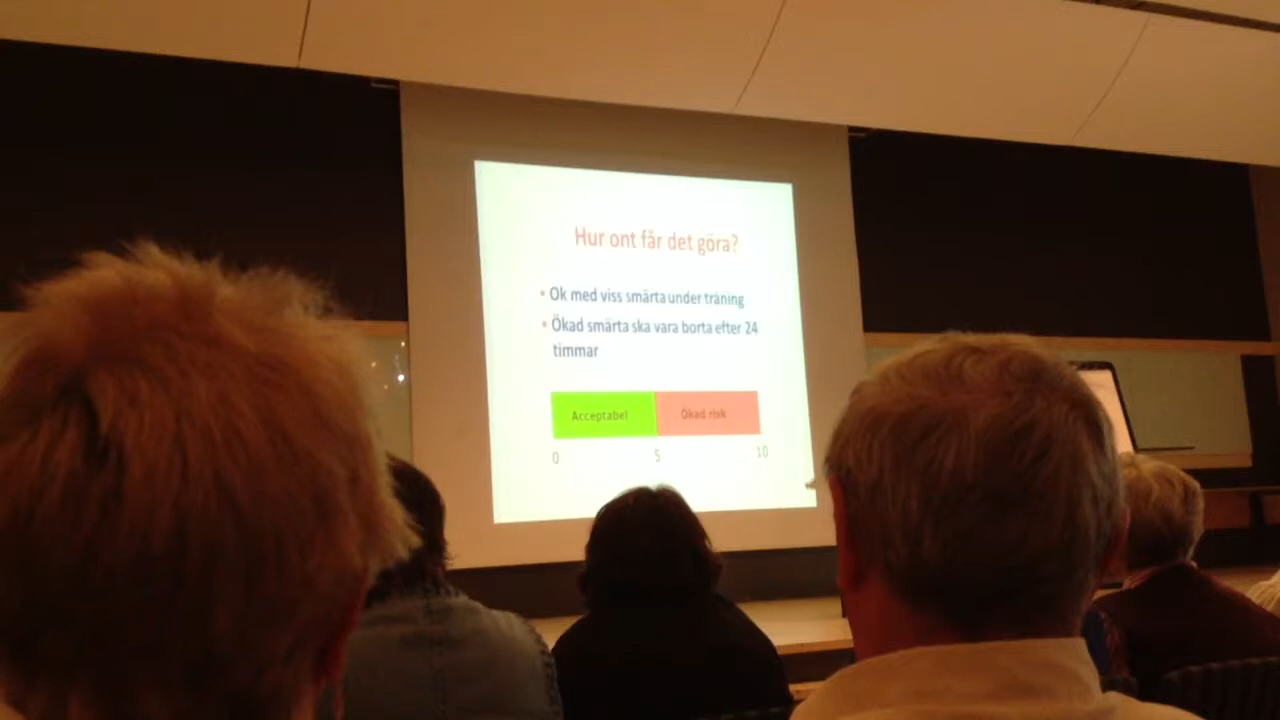 Hur ont får det göra?
• Ok med viss smärta under träning
• Ökad smärta ska vara borta efter 24
timmar
Acceptabel Ökad risk
0 5 10